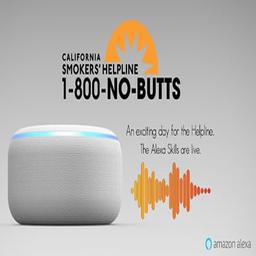 CALIFORNIA
SMOKERS' HELPLINE
1-800-NO-BUTTS
An exciting day for the Helpline.
The Alexa Skills are live.
amazon alexa